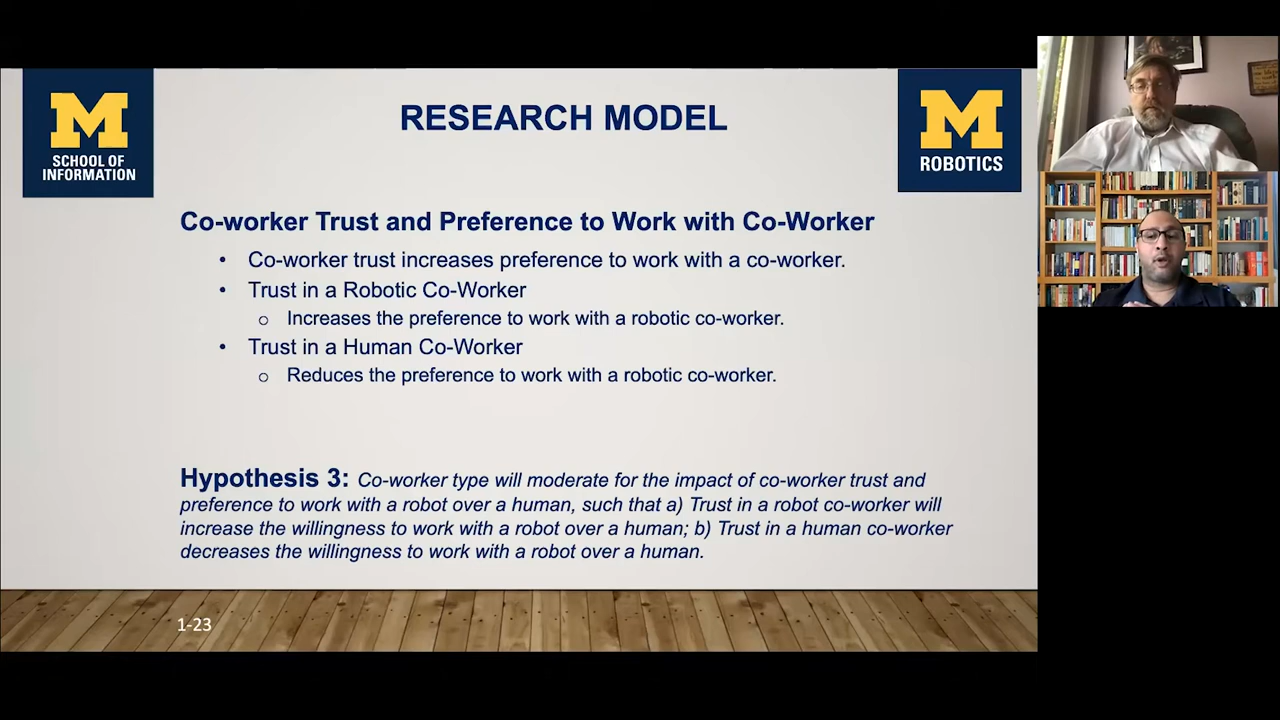 M
SCHOOL OF
INFORMATION
RESEARCH MODEL
M
ROBOTICS
Co-worker Trust and Preference to Work with Co-Worker
• Co-worker trust increases preference to work with a co-worker.
• Trust in a Robotic Co-Worker
o Increases the preference to work with a robotic co-worker.
• Trust in a Human Co-Worker
o Reduces the preference to work with a robotic co-worker.
Hypothesis 3: Co-worker type will moderate for the impact of co-worker trust and
preference to work with a robot over a human, such that a) Trust in a robot co-worker will
increase the willingness to work with a robot over a human; b) Trust in a human co-worker
decreases the willingness to work with a robot over a human.
1-23